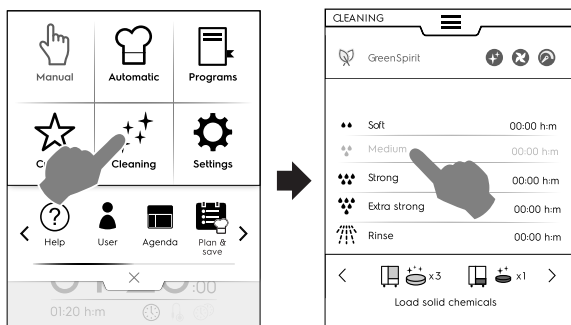 Manual
Automatic
Programs
Cleaning
Settings
?
Help
User
Agenda
Plan &
save
:00
01:20 h:m
CLEANING
GreenSpirit
Soft 00:00 h:m
Medium 00:00 h:m
Strong 00:00 h:m
Extra strong 00:00 h:m
Rinse 00:00 h:m
x3
x1
Load solid chemicals